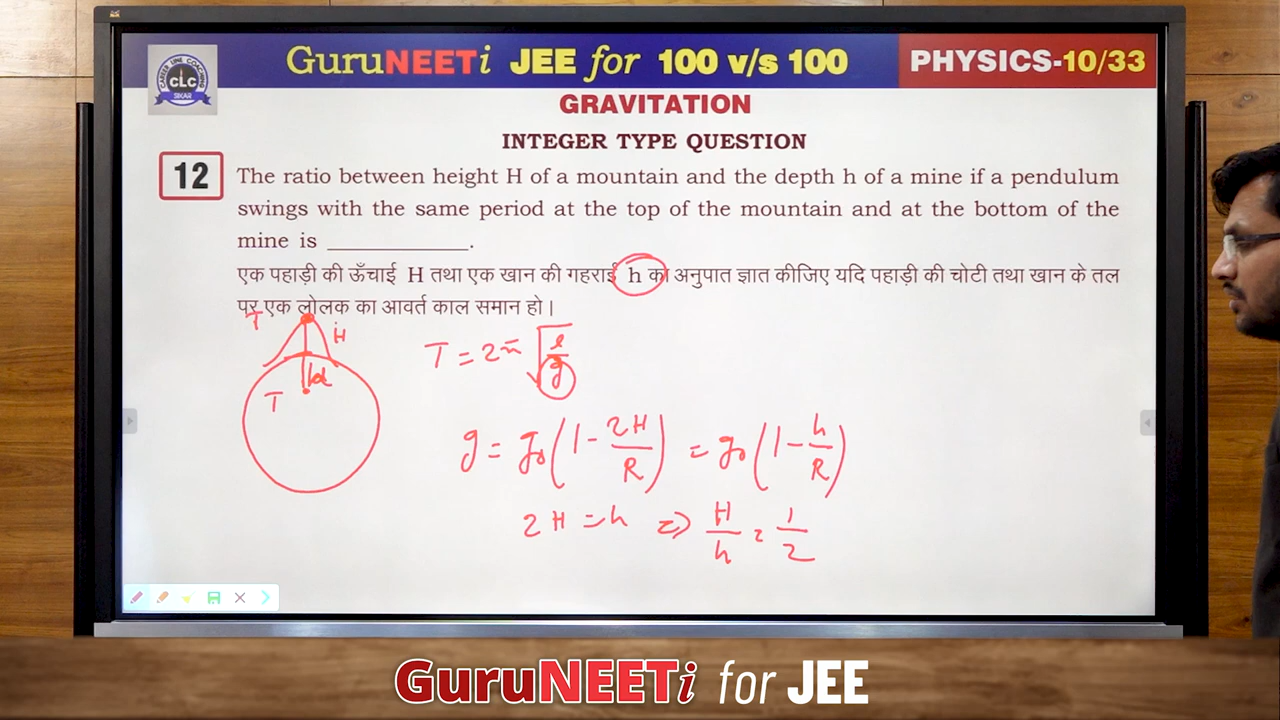 GuruNEETi JEE for 100 v/s 100
PHYSICS-10/33
CLC
SIKAR
GRAVITATION
INTEGER TYPE QUESTION
12
The ratio between height H of a mountain and the depth h of a mine if a pendulum
swings with the same period at the top of the mountain and at the bottom of the
mine is ____________.
एक पहाड़ी की ऊँचाई H तथा एक खान की गहराई h का अनुपात ज्ञात कीजिए यदि पहाड़ी की चोटी तथा खान के तल
पर एक लोलक का आवर्त काल समान हो।
T H
T
T = 2π √(l/g)
g = g₀(1 - 2H/R) = g₀(1 - h/R)
2H = h ⇒ H/h = 1/2
GuruNEETi for JEE